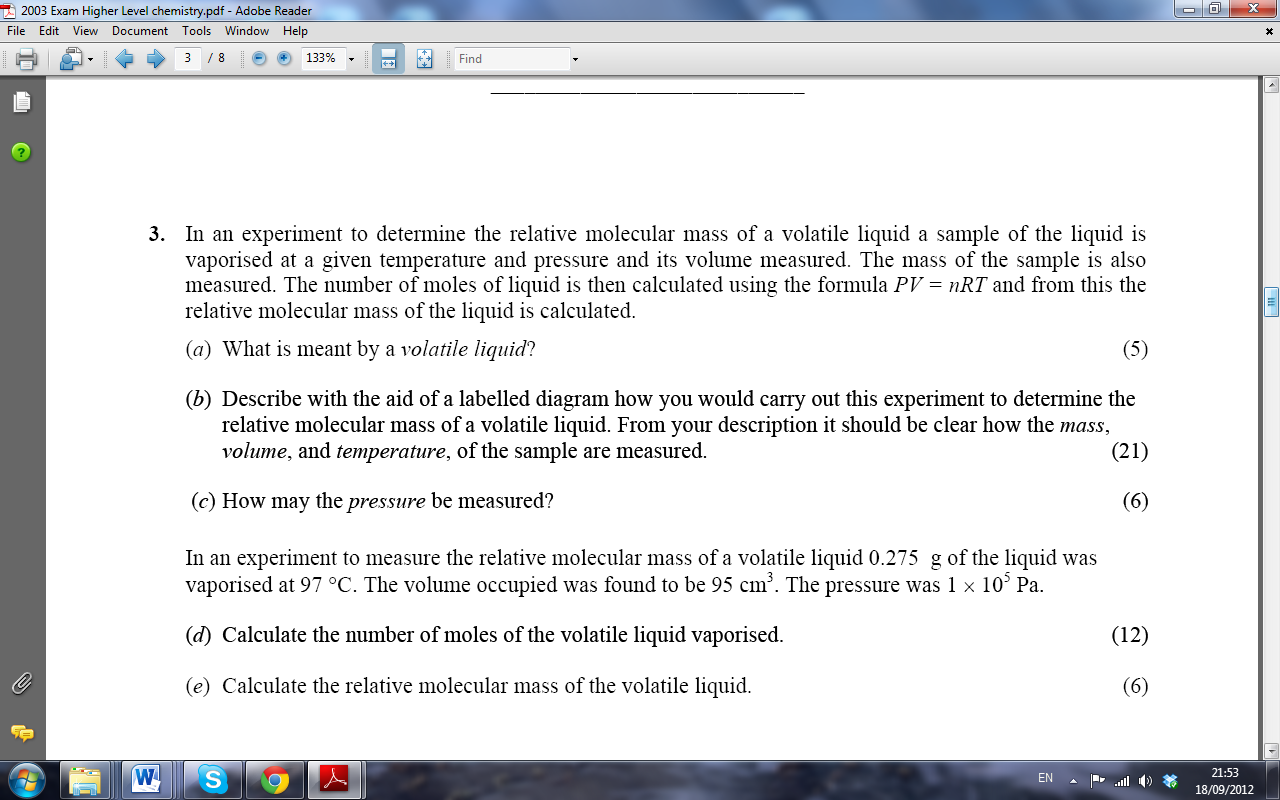 2003 Exam Higher Level chemistry.pdf - Adobe Reader
File Edit View Document Tools Window Help
3 / 8 133% Find
3. In an experiment to determine the relative molecular mass of a volatile liquid a sample of the liquid is
vaporised at a given temperature and pressure and its volume measured. The mass of the sample is also
measured. The number of moles of liquid is then calculated using the formula PV = nRT and from this the
relative molecular mass of the liquid is calculated.
(a) What is meant by a volatile liquid? (5)
(b) Describe with the aid of a labelled diagram how you would carry out this experiment to determine the
relative molecular mass of a volatile liquid. From your description it should be clear how the mass,
volume, and temperature, of the sample are measured. (21)
(c) How may the pressure be measured? (6)
In an experiment to measure the relative molecular mass of a volatile liquid 0.275 g of the liquid was
vaporised at 97 °C. The volume occupied was found to be 95 cm³. The pressure was 1 × 10⁵ Pa.
(d) Calculate the number of moles of the volatile liquid vaporised. (12)
(e) Calculate the relative molecular mass of the volatile liquid. (6)
EN 21:53
18/09/2012